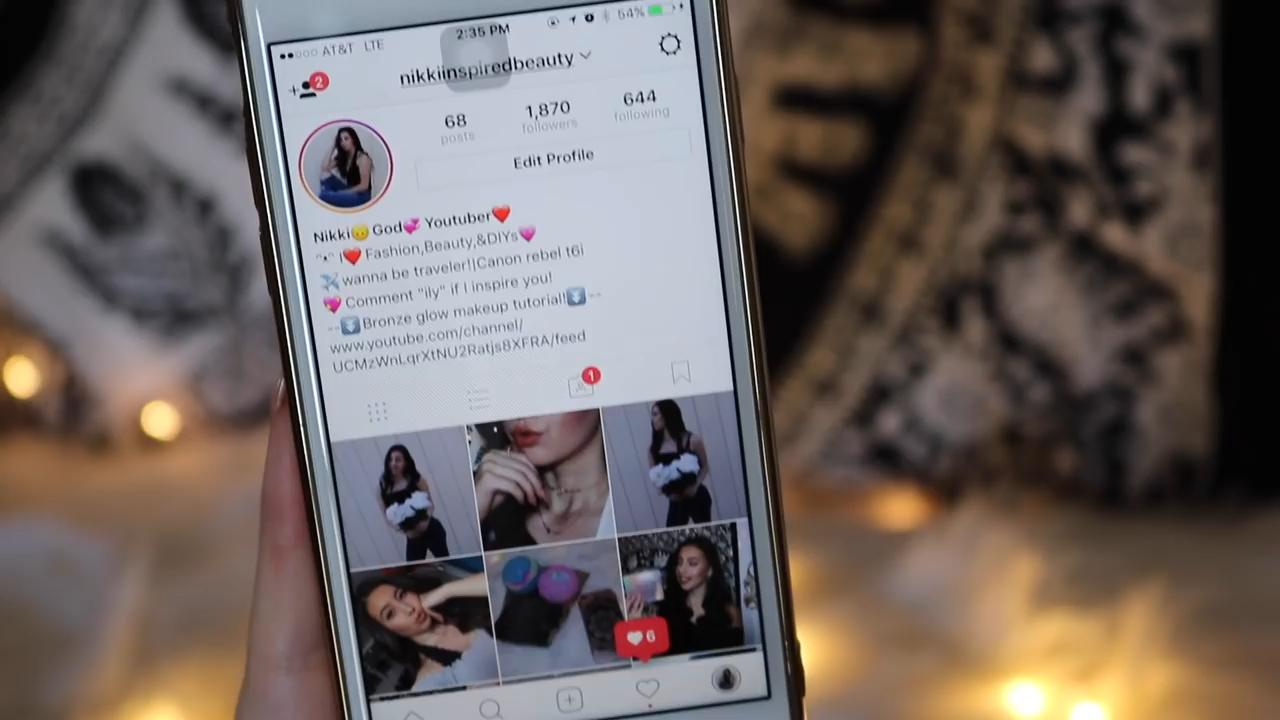 AT&T LTE 2:35 PM 54%
2
nikkiinspiredbeauty
68 1,870 644
posts followers following
Edit Profile
Nikki😇God💞 Youtuber❤️
I❤️Fashion,Beauty,&DIYs💗
✈️wanna be traveler!|Canon rebel t6i
💖Comment "ily" if I inspire you!
--⬇️Bronze glow makeup tutorial!⬇️--
www.youtube.com/channel/
UCMzWnLqrXtNU2Ratjs8XFRA/feed
1
6